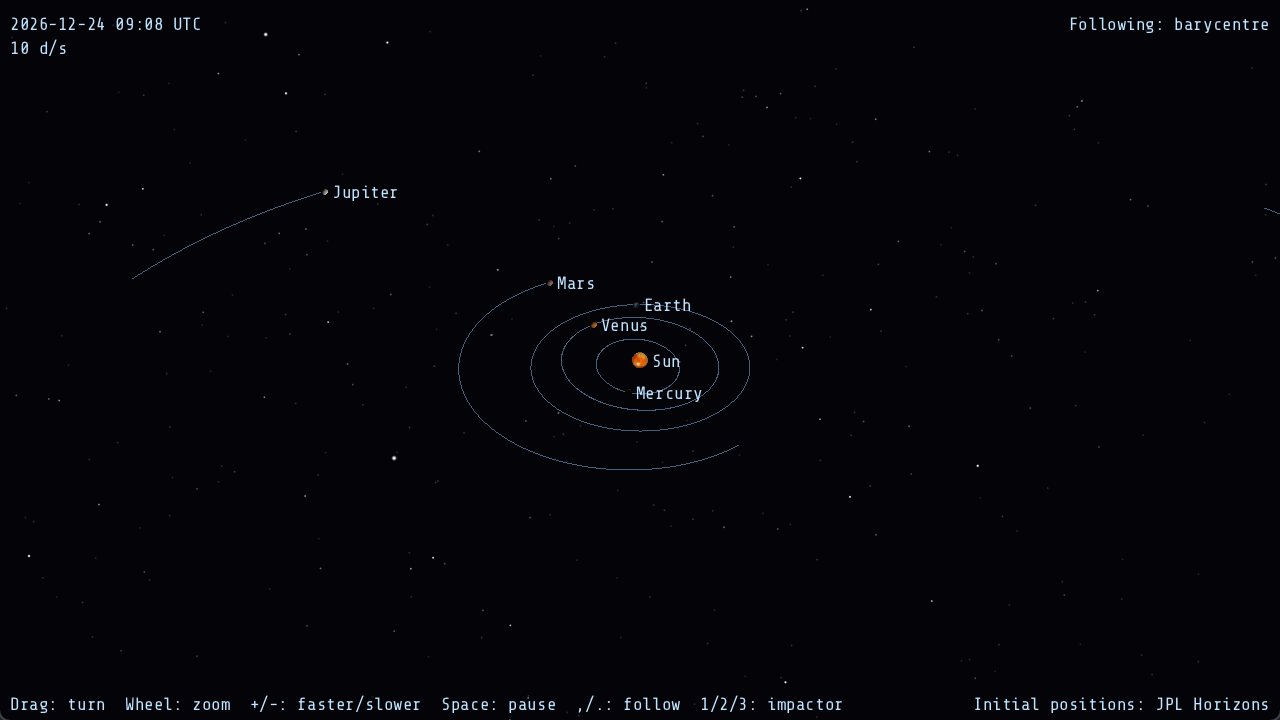 2026-12-24 09:08 UTC
10 d/s
Following: barycentre
Jupiter
Mars
Earth
Venus
Sun
Mercury
Drag: turn  Wheel: zoom  +/-: faster/slower  Space: pause  ,/.: follow  1/2/3: impactor
Initial positions: JPL Horizons